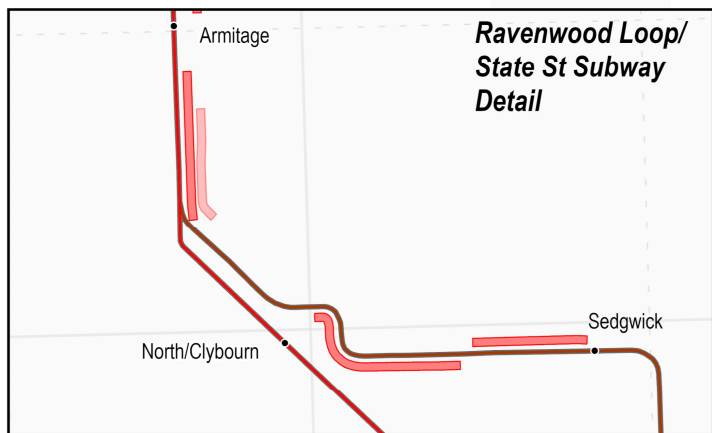 Armitage
Ravenwood Loop/
State St Subway
Detail
Sedgwick
North/Clybourn